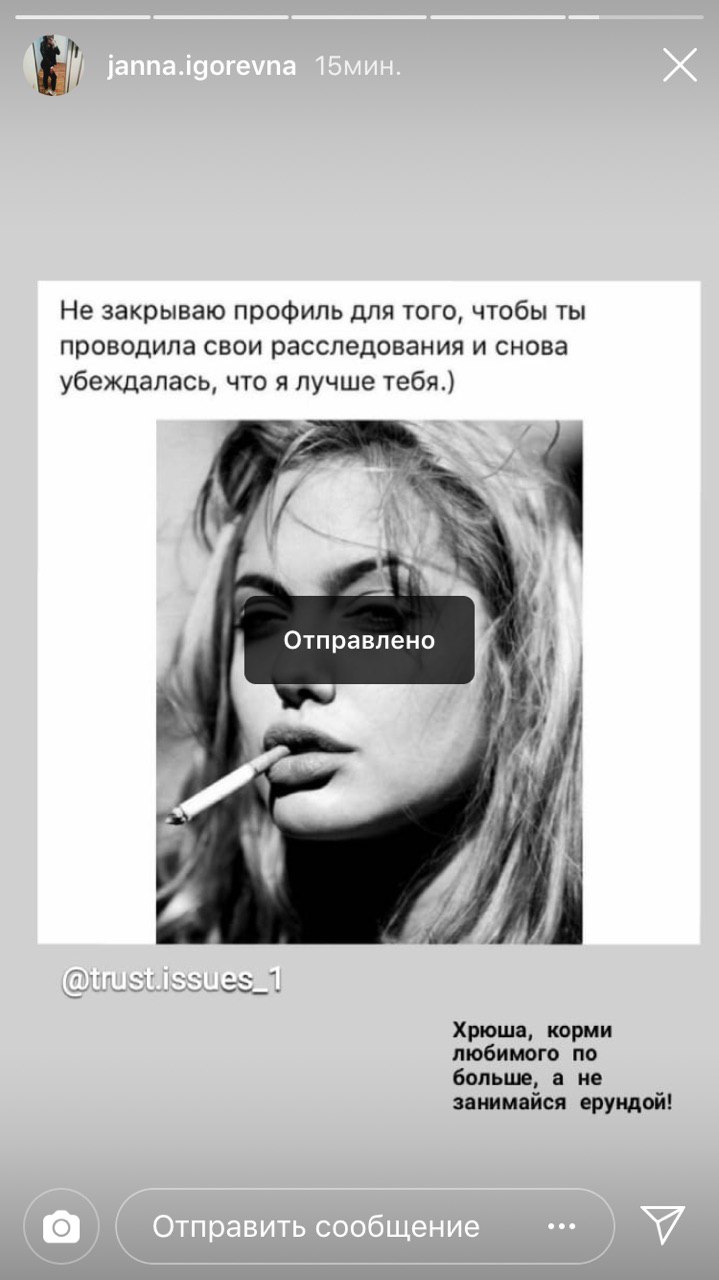 janna.igorevna 15мин.
Не закрываю профиль для того, чтобы ты
проводила свои расследования и снова
убеждалась, что я лучше тебя.)
Отправлено
@trust.issues_1
Хрюша, корми
любимого по
больше, а не
занимайся ерундой!
Отправить сообщение